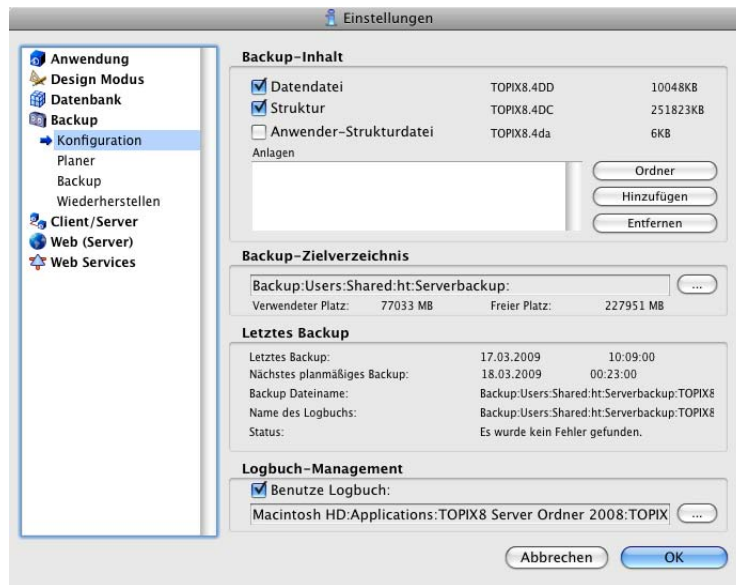 Einstellungen
Anwendung
Design Modus
Datenbank
Backup
Konfiguration
Planer
Backup
Wiederherstellen
Client/Server
Web (Server)
Web Services
Backup-Inhalt
Datendatei TOPIX8.4DD 10048KB
Struktur TOPIX8.4DC 251823KB
Anwender-Strukturdatei TOPIX8.4da 6KB
Anlagen
Ordner
Hinzufügen
Entfernen
Backup-Zielverzeichnis
Backup:Users:Shared:ht:Serverbackup: ...
Verwendeter Platz: 77033 MB Freier Platz: 227951 MB
Letztes Backup
Letztes Backup: 17.03.2009 10:09:00
Nächstes planmäßiges Backup: 18.03.2009 00:23:00
Backup Dateiname: Backup:Users:Shared:ht:Serverbackup:TOPIX8
Name des Logbuchs: Backup:Users:Shared:ht:Serverbackup:TOPIX8
Status: Es wurde kein Fehler gefunden.
Logbuch-Management
Benutze Logbuch:
Macintosh HD:Applications:TOPIX8 Server Ordner 2008:TOPIX ...
Abbrechen OK